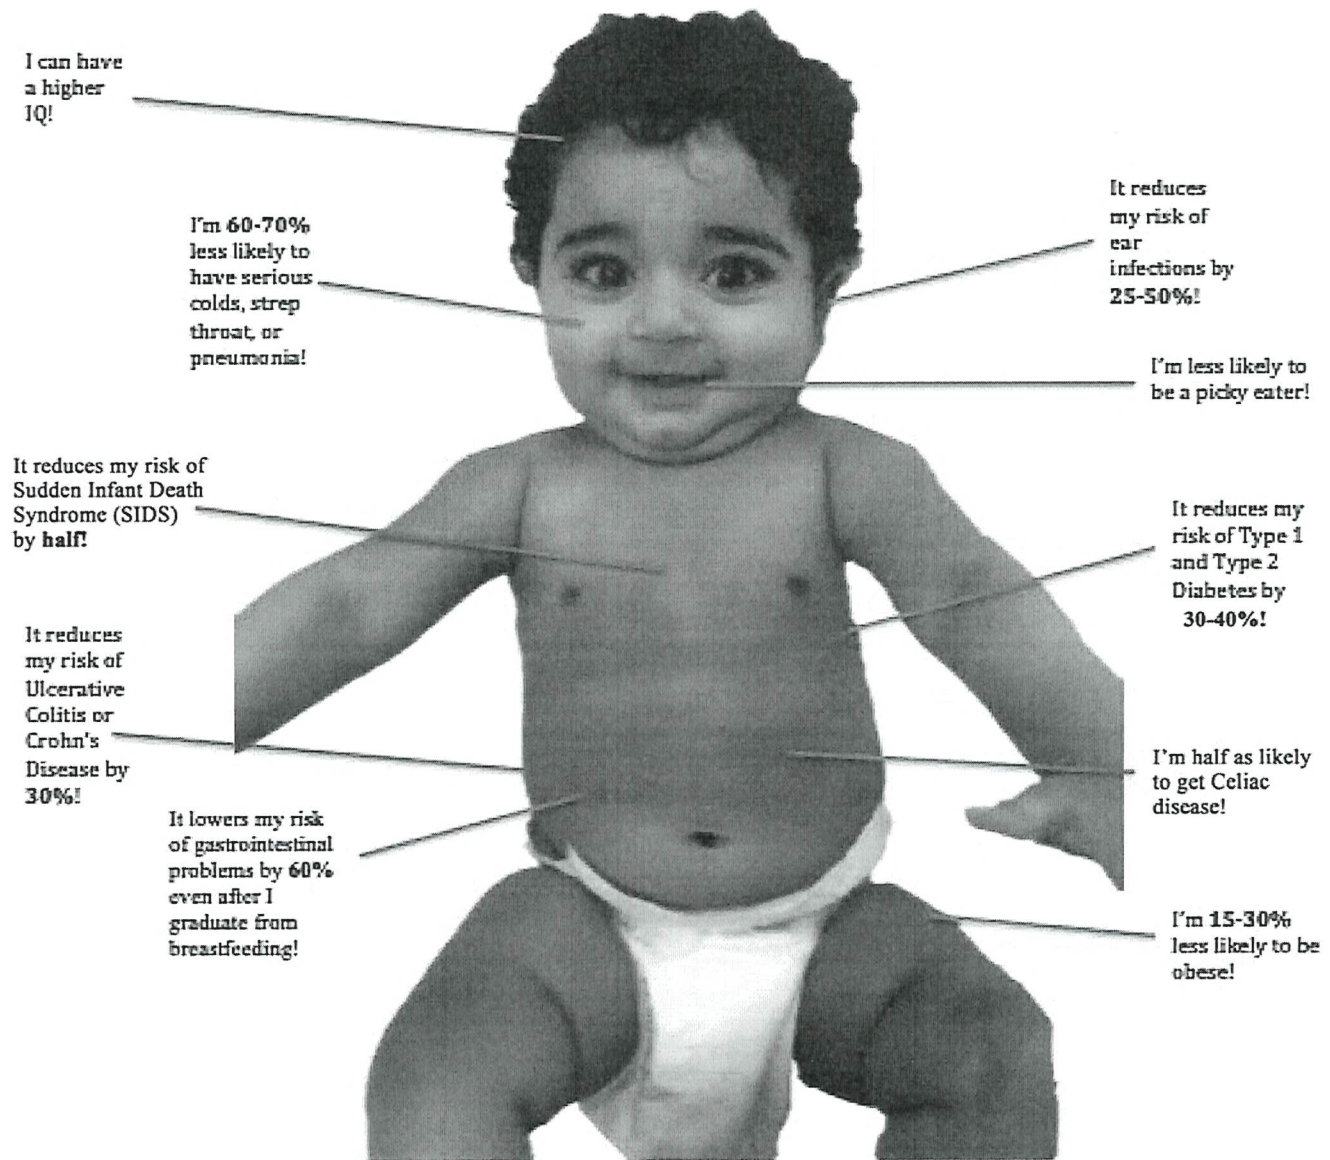 I can have
a higher
IQ!
I'm 60-70%
less likely to
have serious
colds, strep
throat, or
pneumonia!
It reduces my risk of
Sudden Infant Death
Syndrome (SIDS)
by half!
It reduces
my risk of
Ulcerative
Colitis or
Crohn's
Disease by
30%!
It lowers my risk
of gastrointestinal
problems by 60%
even after I
graduate from
breastfeeding!
It reduces
my risk of
ear
infections by
25-50%!
I'm less likely to
be a picky eater!
It reduces my
risk of Type 1
and Type 2
Diabetes by
30-40%!
I'm half as likely
to get Celiac
disease!
I'm 15-30%
less likely to be
obese!